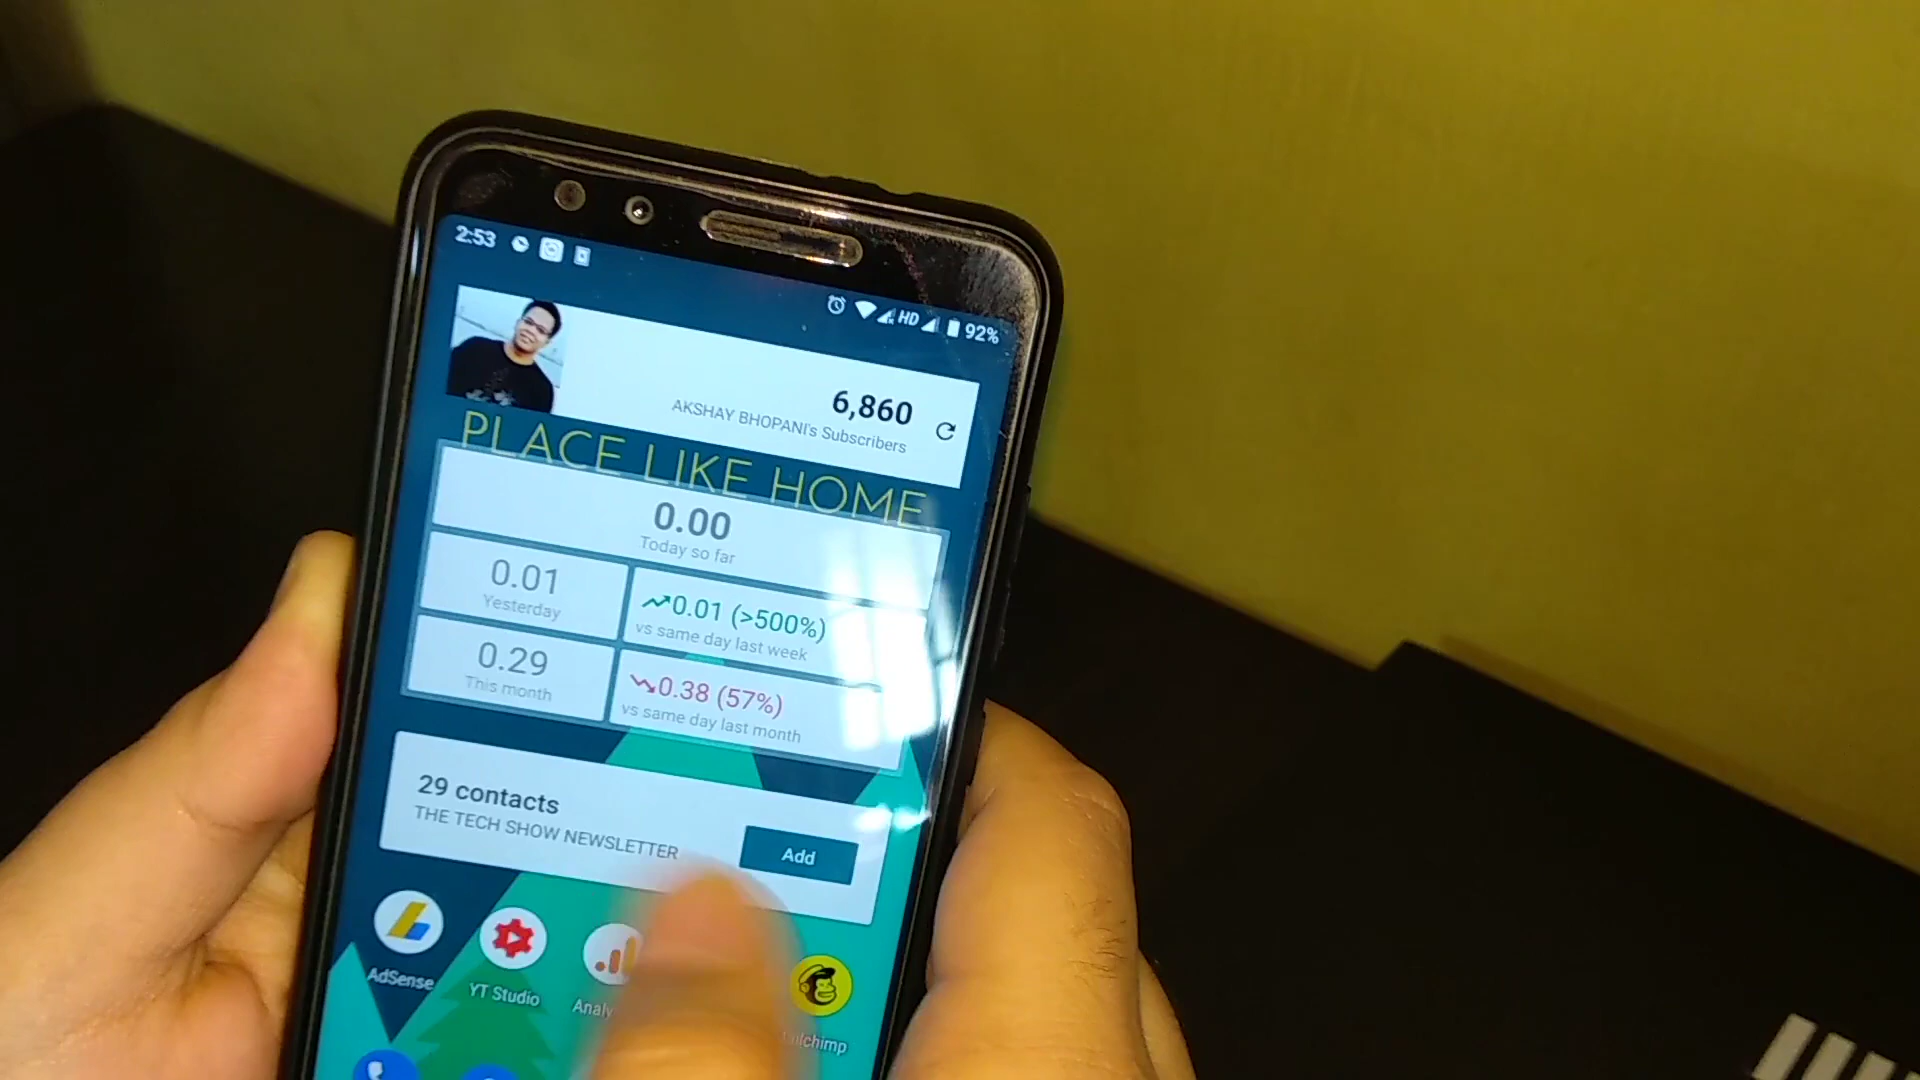 2:53
HD 92%
6,860
AKSHAY BHOPANI's Subscribers
PLACE LIKE HOME.
0.00
Today so far
0.01
Yesterday
0.01 (>500%)
vs same day last week
0.29
This month
0.38 (57%)
vs same day last month
29 contacts
THE TECH SHOW NEWSLETTER
Add
AdSense
YT Studio